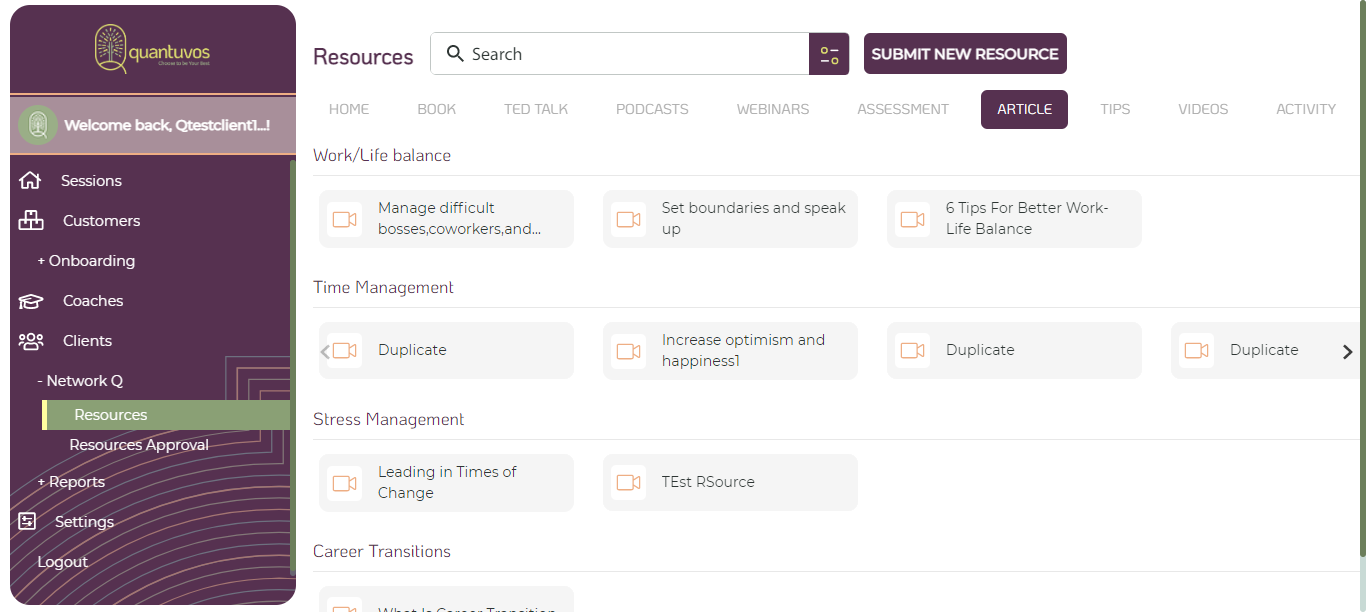 quantuvos
Choose to be Your Best
Welcome back, Qtestclient1...!
Sessions
Customers
+ Onboarding
Coaches
Clients
- Network Q
Resources
Resources Approval
+ Reports
Settings
Logout
Resources
Search
SUBMIT NEW RESOURCE
HOME BOOK TED TALK PODCASTS WEBINARS ASSESSMENT ARTICLE TIPS VIDEOS ACTIVITY
Work/Life balance
Manage difficult
bosses,coworkers,and...
Set boundaries and speak
up
6 Tips For Better Work-
Life Balance
Time Management
Duplicate
Increase optimism and
happiness1
Duplicate
Duplicate
Stress Management
Leading in Times of
Change
TEst RSource
Career Transitions
What Is Career Transition